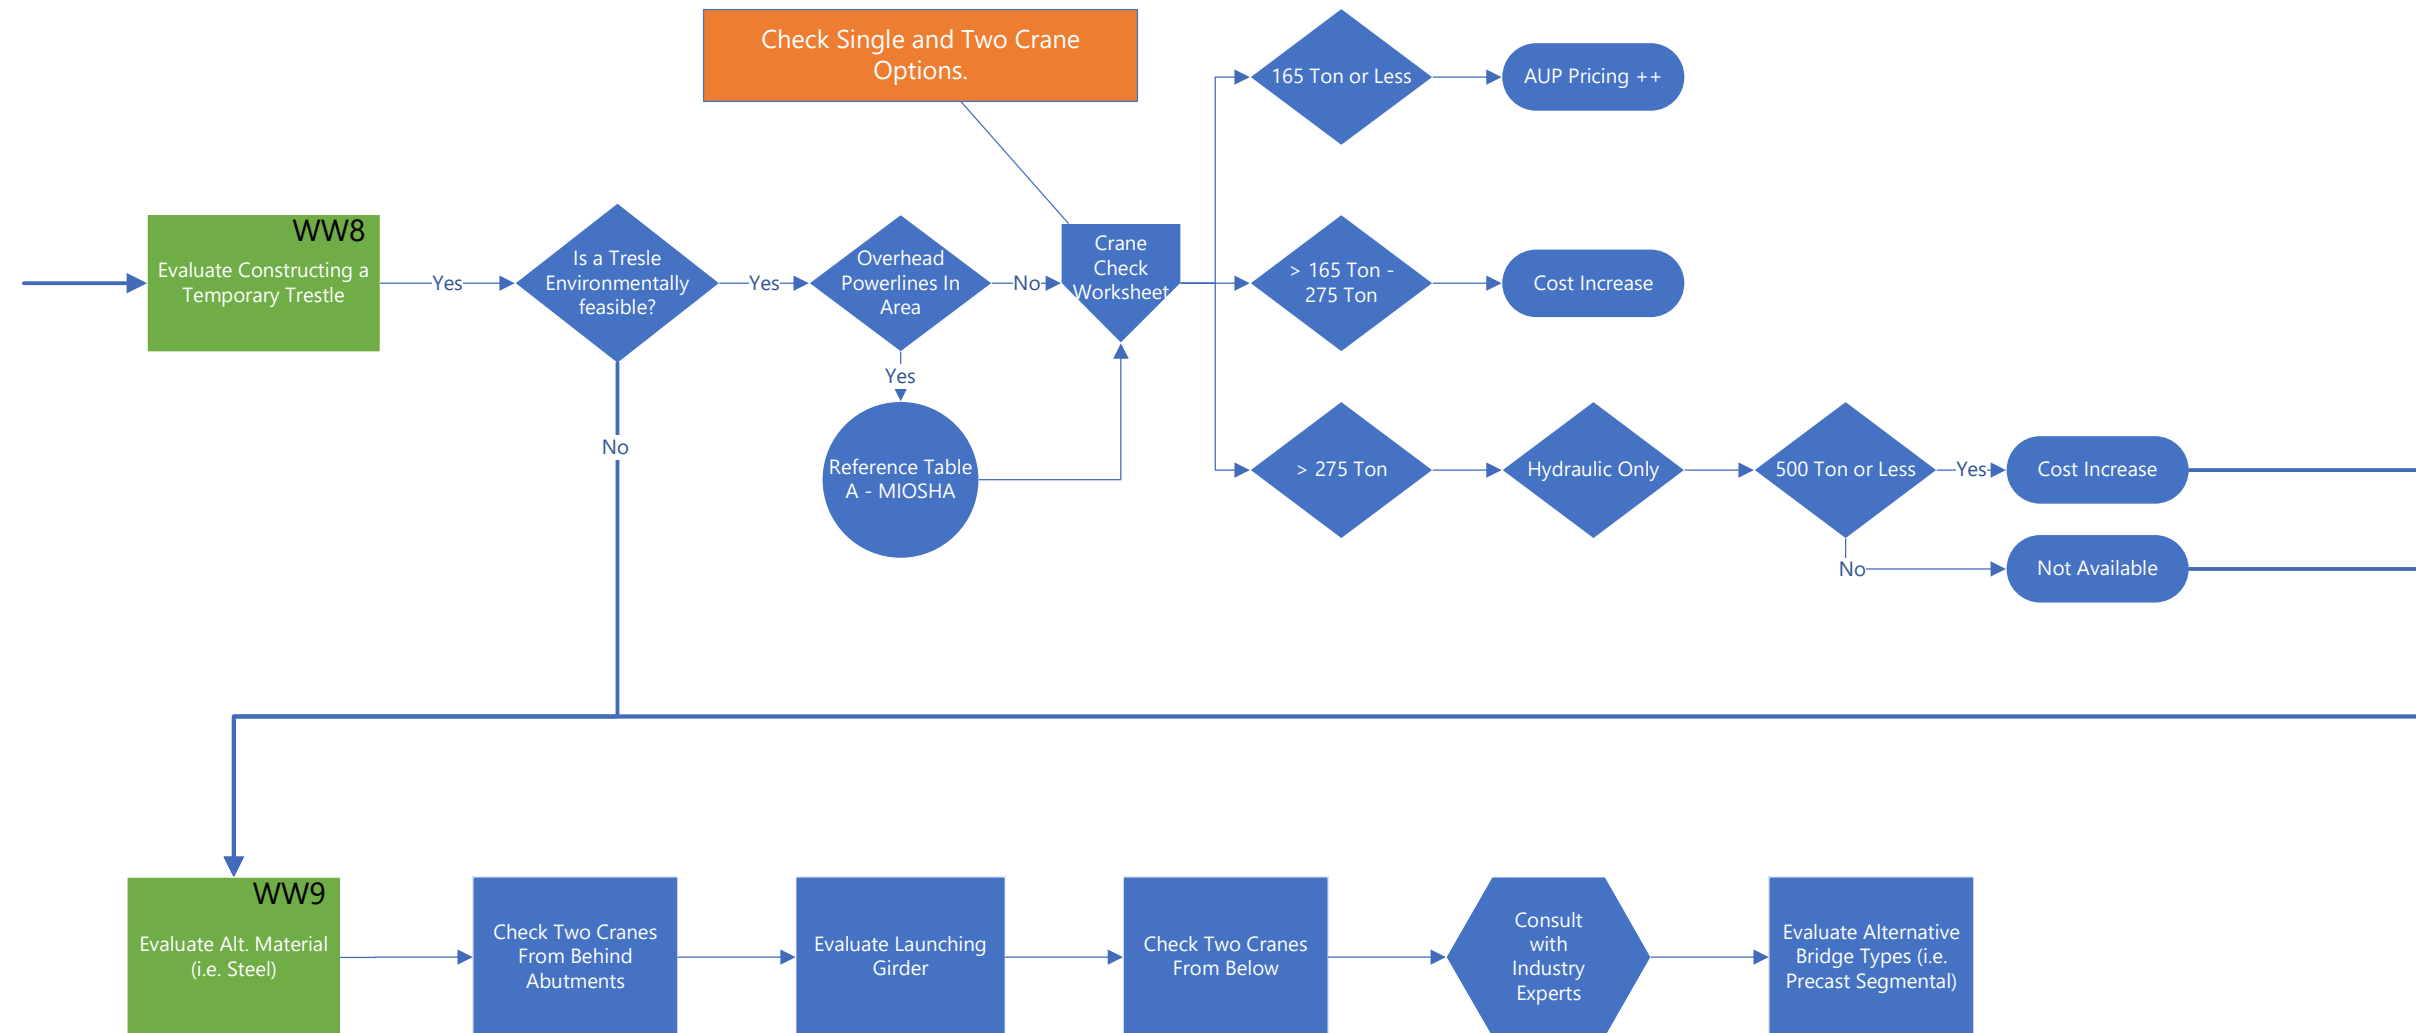 Check Single and Two Crane
Options.
165 Ton or Less
AUP Pricing ++
WW8
Evaluate Constructing a
Temporary Trestle
Yes
Is a Tresle
Environmentally
feasible?
Yes
Overhead
Powerlines In
Area
No
Crane
Check
Worksheet
> 165 Ton -
275 Ton
Cost Increase
Yes
No
Reference Table
A - MIOSHA
> 275 Ton
Hydraulic Only
500 Ton or Less
Yes
Cost Increase
No
Not Available
WW9
Evaluate Alt. Material
(i.e. Steel)
Check Two Cranes
From Behind
Abutments
Evaluate Launching
Girder
Check Two Cranes
From Below
Consult
with
Industry
Experts
Evaluate Alternative
Bridge Types (i.e.
Precast Segmental)